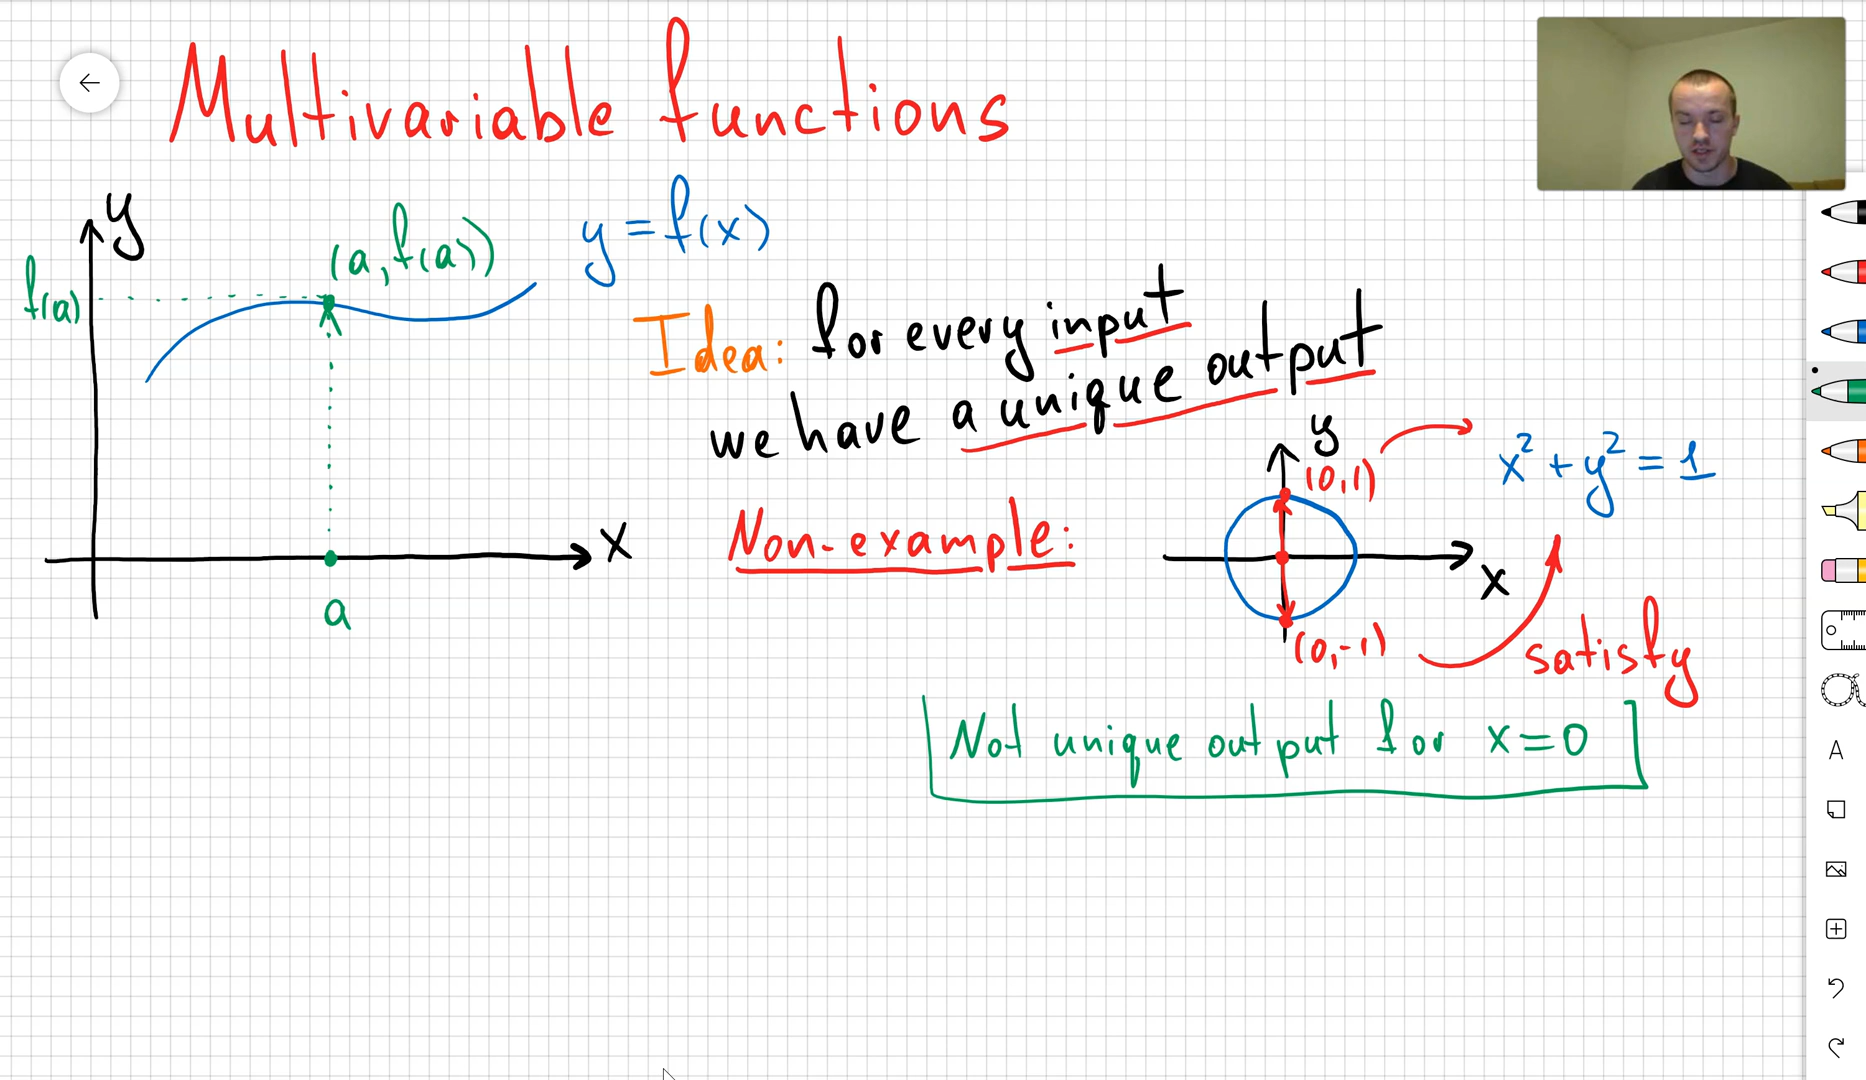 Multivariable functions
y
(a, f(a))
y = f(x)
f(a)
Idea: for every input
we have a unique output
x
a
Non-example:
y
(0,1)
x² + y² = 1
x
(0,-1)
satisfy
Not unique output for x=0
A